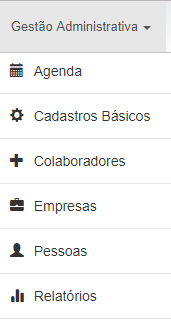 Gestão Administrativa
Agenda
Cadastros Básicos
Colaboradores
Empresas
Pessoas
Relatórios